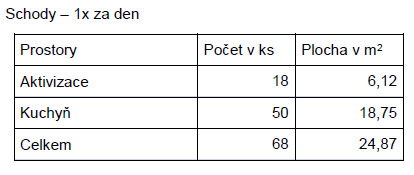 Schody – 1x za den
Prostory Počet v ks Plocha v m²
Aktivizace 18 6,12
Kuchyň 50 18,75
Celkem 68 24,87